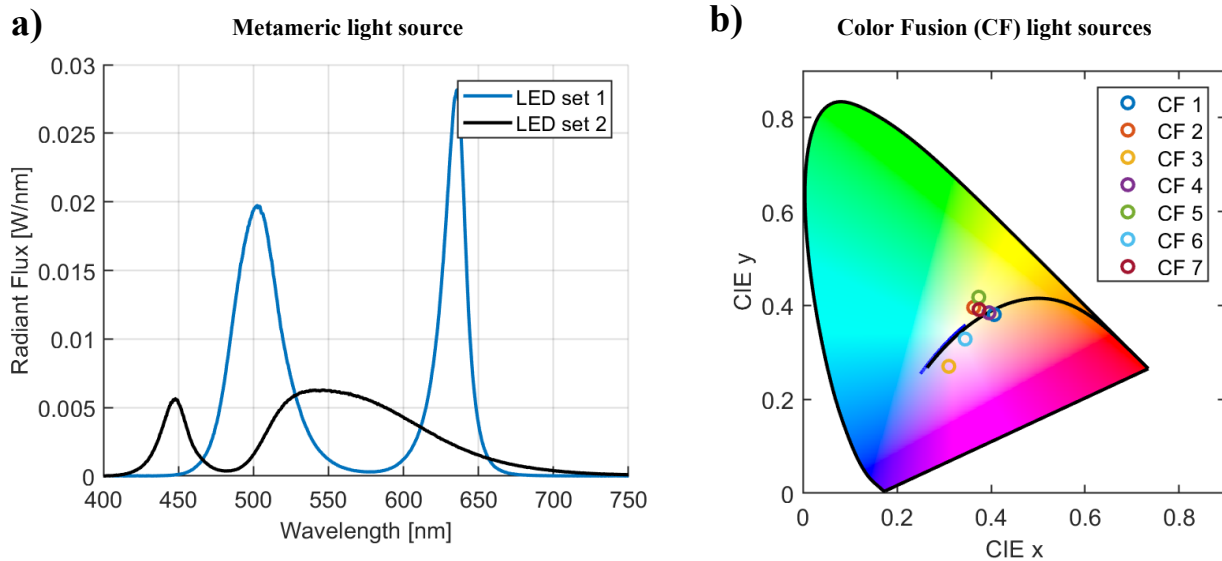 a)
Metameric light source
0.03
0.025
0.02
0.015
0.01
0.005
0
Radiant Flux [W/nm]
LED set 1
LED set 2
400 450 500 550 600 650 700 750
Wavelength [nm]
b)
Color Fusion (CF) light sources
0.8
0.6
0.4
0.2
0
CIE y
CF 1
CF 2
CF 3
CF 4
CF 5
CF 6
CF 7
0 0.2 0.4 0.6 0.8
CIE x